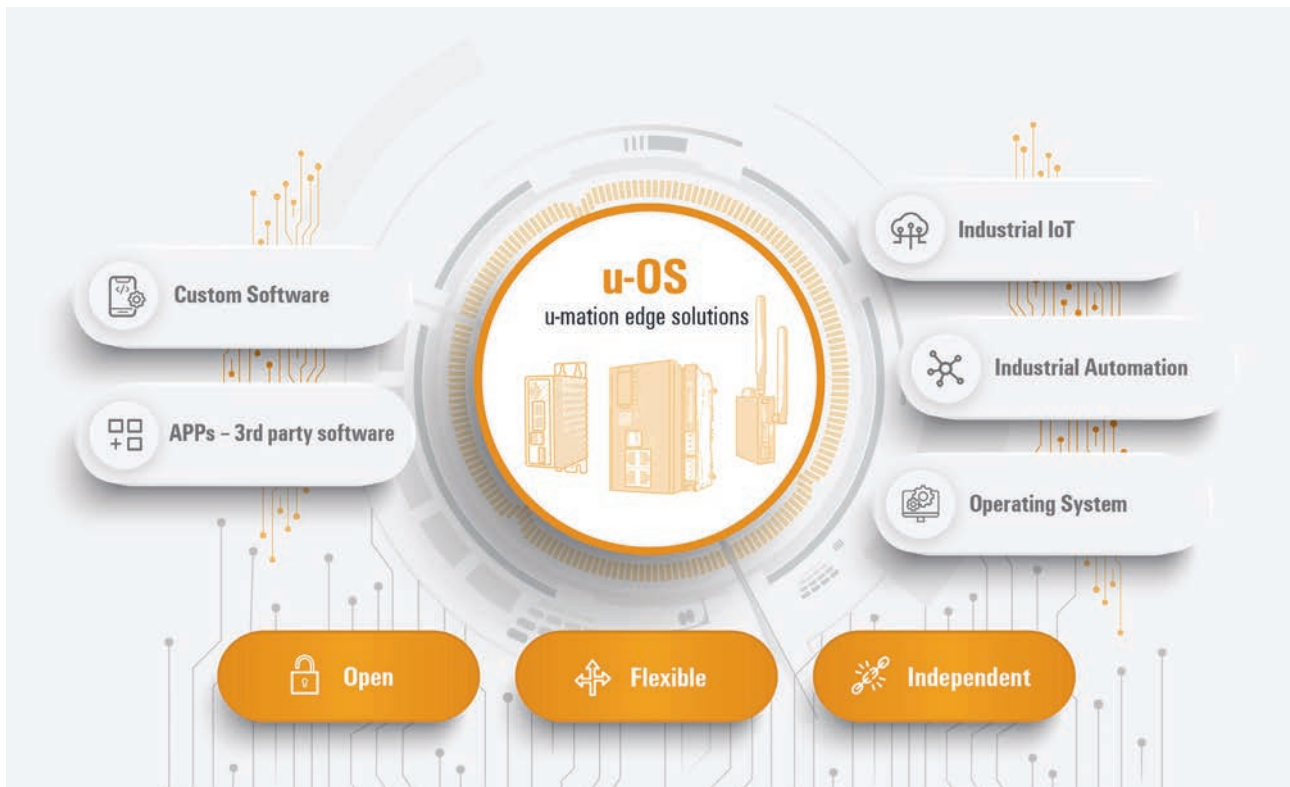 u-OS
u-mation edge solutions
Custom Software
APPs – 3rd party software
Industrial IoT
Industrial Automation
Operating System
Open
Flexible
Independent